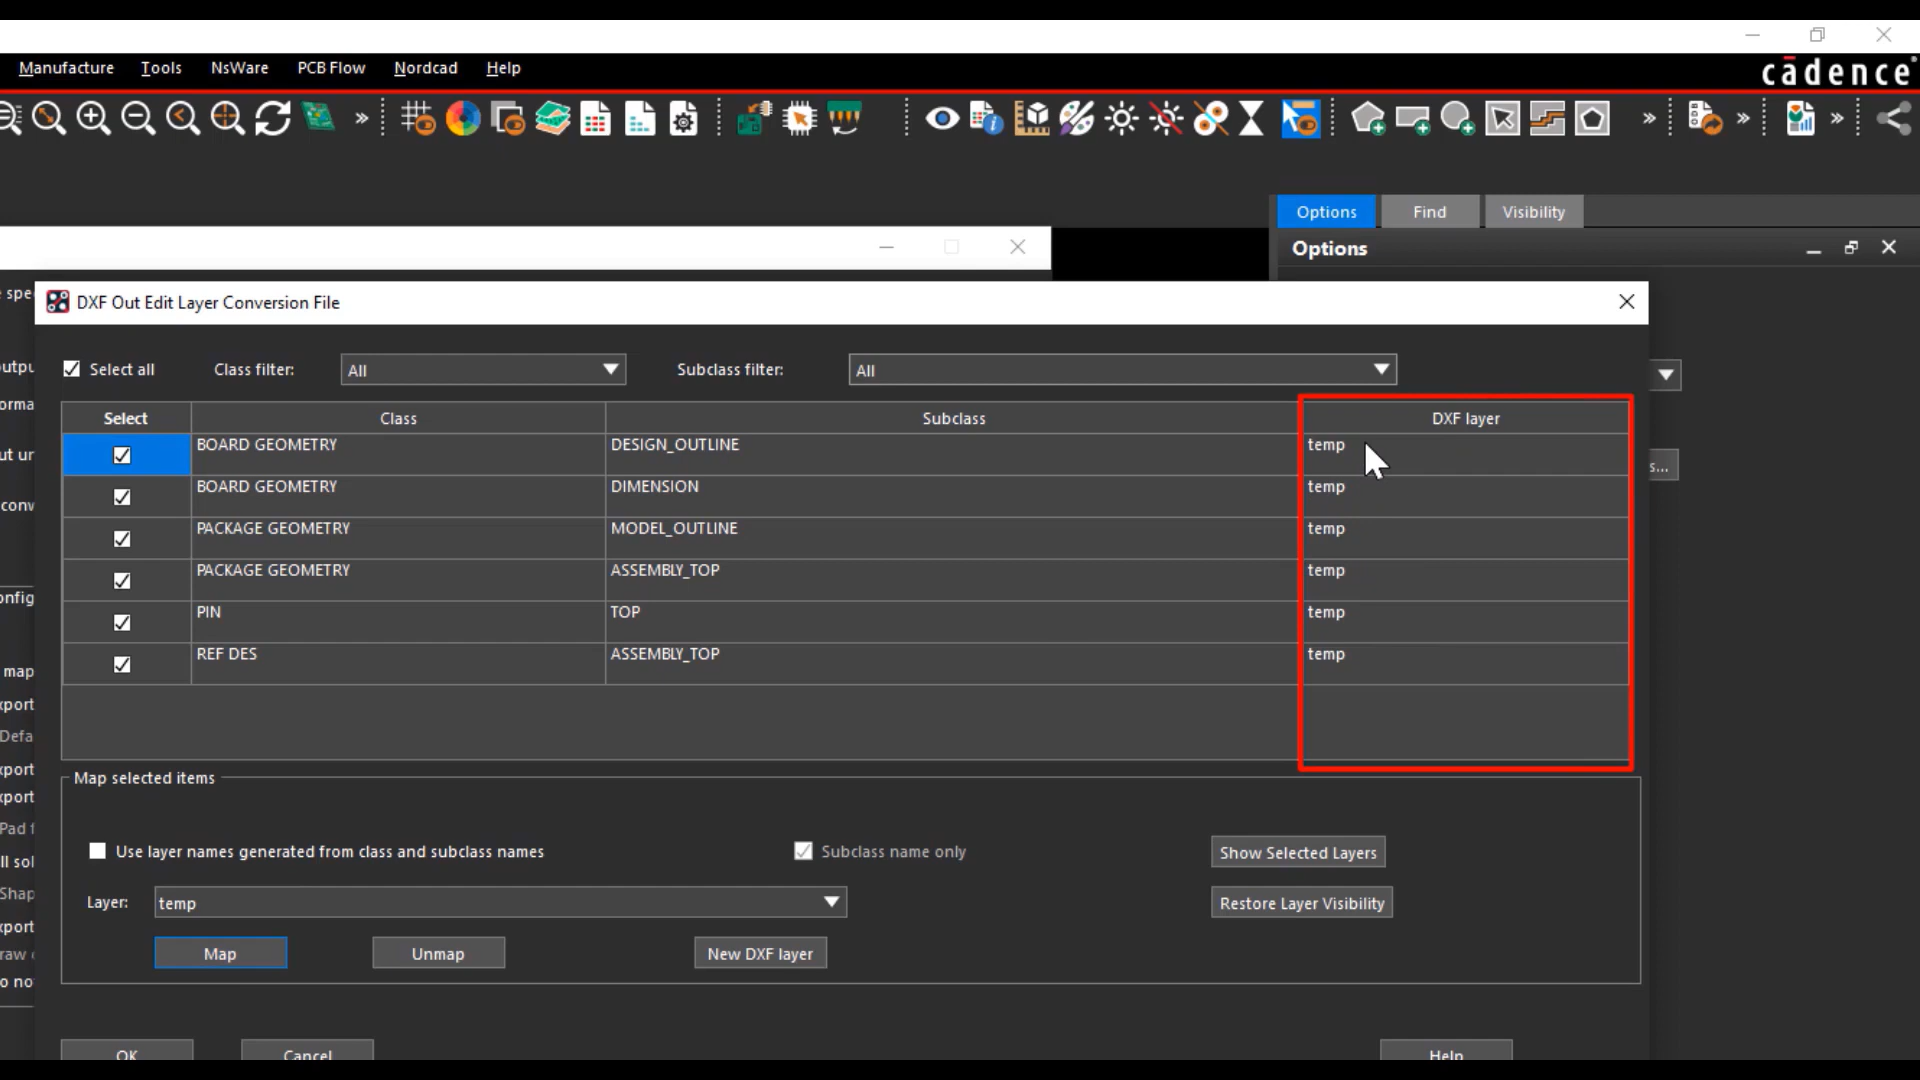 Manufacture Tools NsWare PCB Flow Nordcad Help
cādence
Options Find Visibility
Options
DXF Out Edit Layer Conversion File
Select all Class filter: All Subclass filter: All
Select Class Subclass DXF layer
BOARD GEOMETRY DESIGN_OUTLINE temp
BOARD GEOMETRY DIMENSION temp
PACKAGE GEOMETRY MODEL_OUTLINE temp
PACKAGE GEOMETRY ASSEMBLY_TOP temp
PIN TOP temp
REF DES ASSEMBLY_TOP temp
Map selected items
Use layer names generated from class and subclass names Subclass name only Show Selected Layers
Layer: temp Restore Layer Visibility
Map Unmap New DXF layer
OK Cancel Help